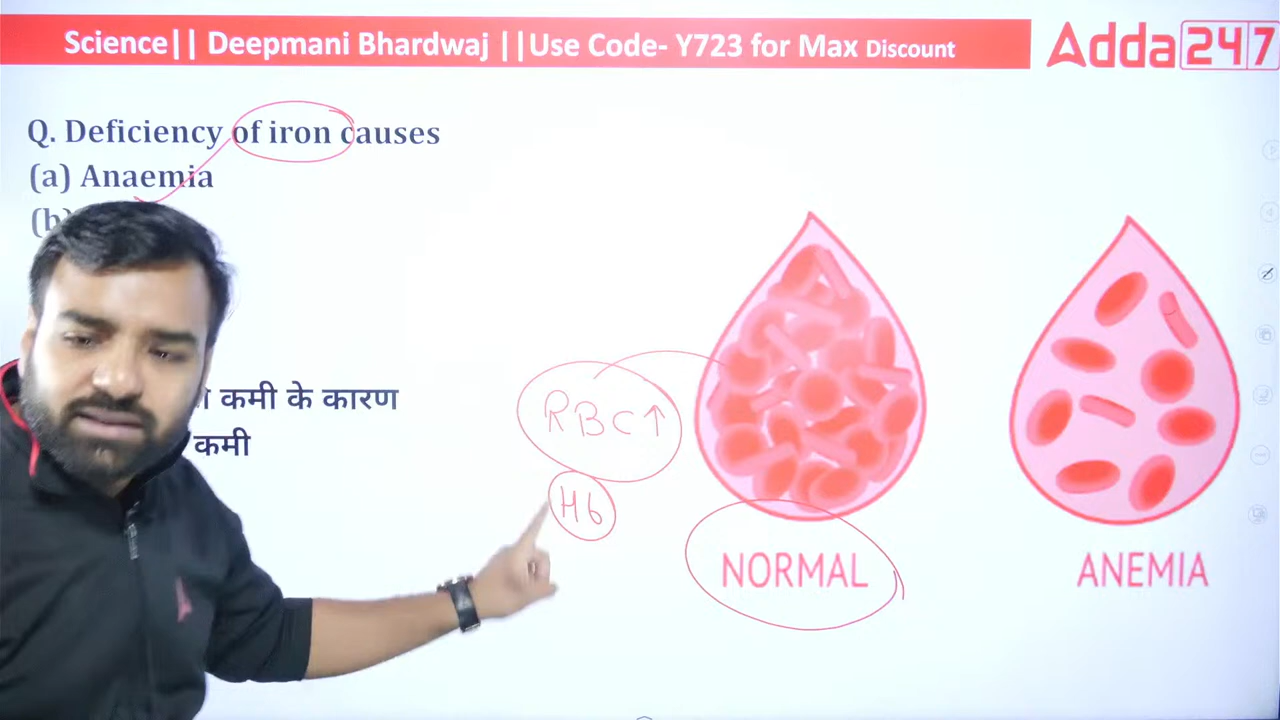 Science|| Deepmani Bhardwaj ||Use Code- Y723 for Max Discount
Adda247
Q. Deficiency of iron causes
(a) Anaemia
(b)
कमी के कारण
कमी
RBC↑
Hb
NORMAL
ANEMIA